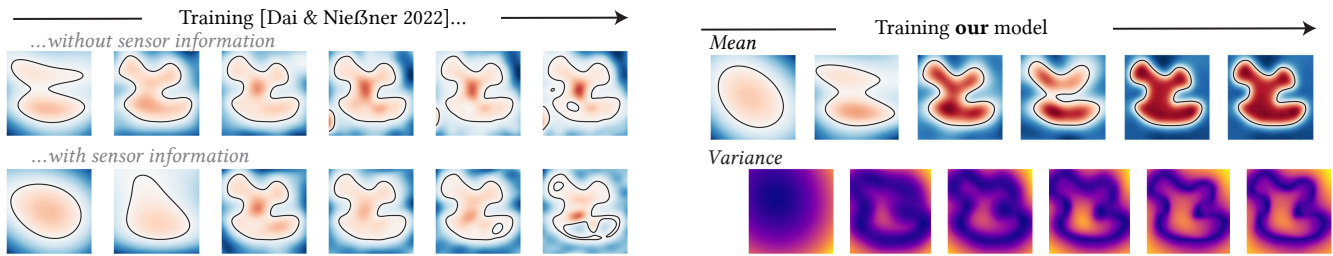 Training [Dai & Nießner 2022]...
...without sensor information
...with sensor information
Training our model
Mean
Variance